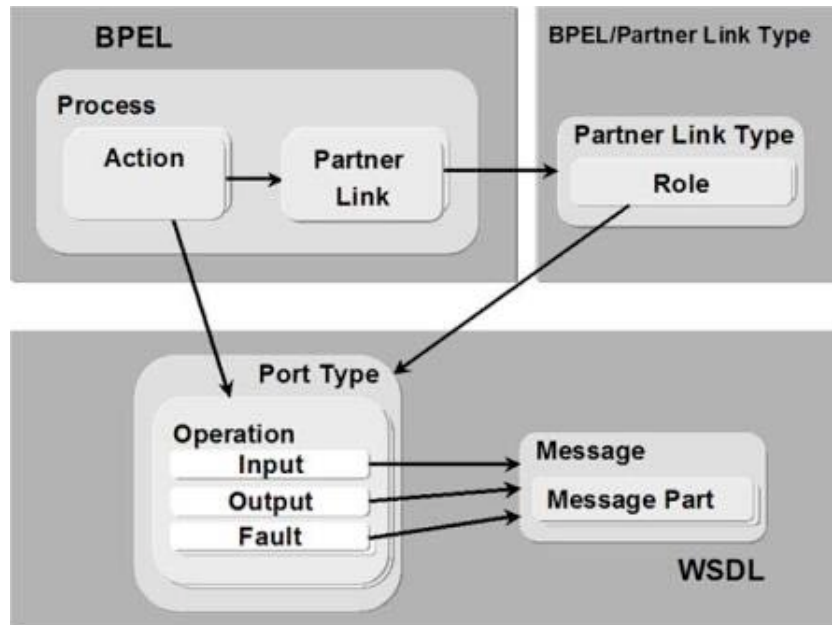 BPEL
Process
Action
Partner
Link
BPEL/Partner Link Type
Partner Link Type
Role
Port Type
Operation
Input
Output
Fault
Message
Message Part
WSDL